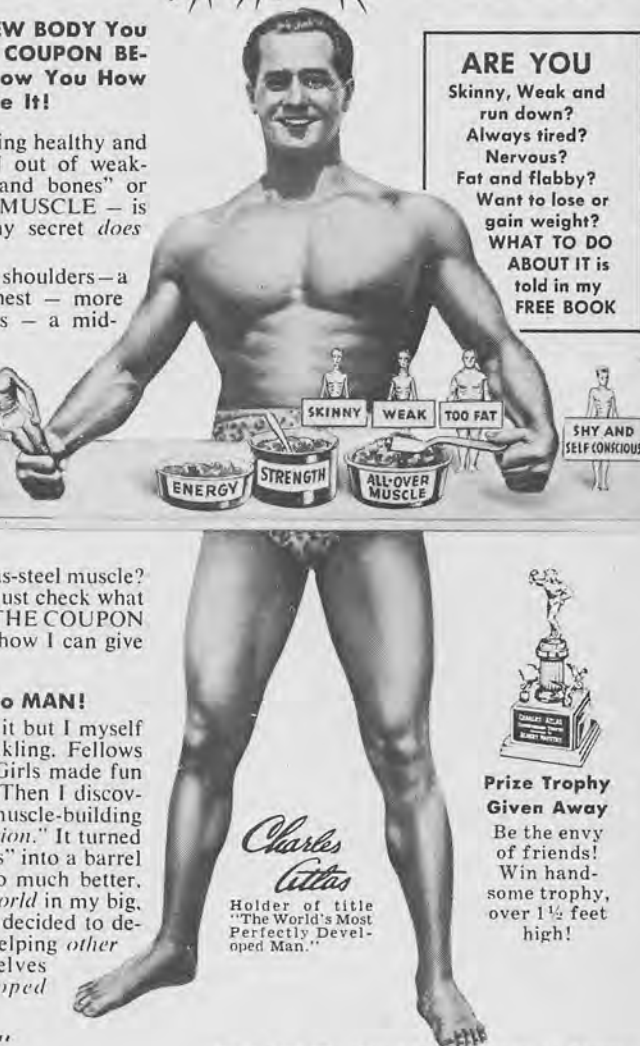 EW BODY You
COUPON BE-
ow You How
e It!
ing healthy and
out of weak-
and bones" or
MUSCLE — is
y secret does
shoulders—a
hest — more
s — a mid-
ARE YOU
Skinny, Weak and
run down?
Always tired?
Nervous?
Fat and flabby?
Want to lose or
gain weight?
WHAT TO DO
ABOUT IT is
told in my
FREE BOOK
SKINNY
WEAK
TOO FAT
SHY AND
SELF CONSCIOUS
ENERGY
STRENGTH
ALL-OVER
MUSCLE
as-steel muscle?
ust check what
THE COUPON
how I can give
o MAN!
it but I myself
kling. Fellows
Girls made fun
Then I discov-
muscle-building
ion." It turned
s" into a barrel
o much better,
orld in my big,
decided to de-
elping other
elves
oped
Charles
Atlas
Holder of title
"The World's Most
Perfectly Devel-
oped Man."
CHARLES ATLAS
Prize Trophy
Given Away
Be the envy
of friends!
Win hand-
some trophy,
over 1½ feet
high!